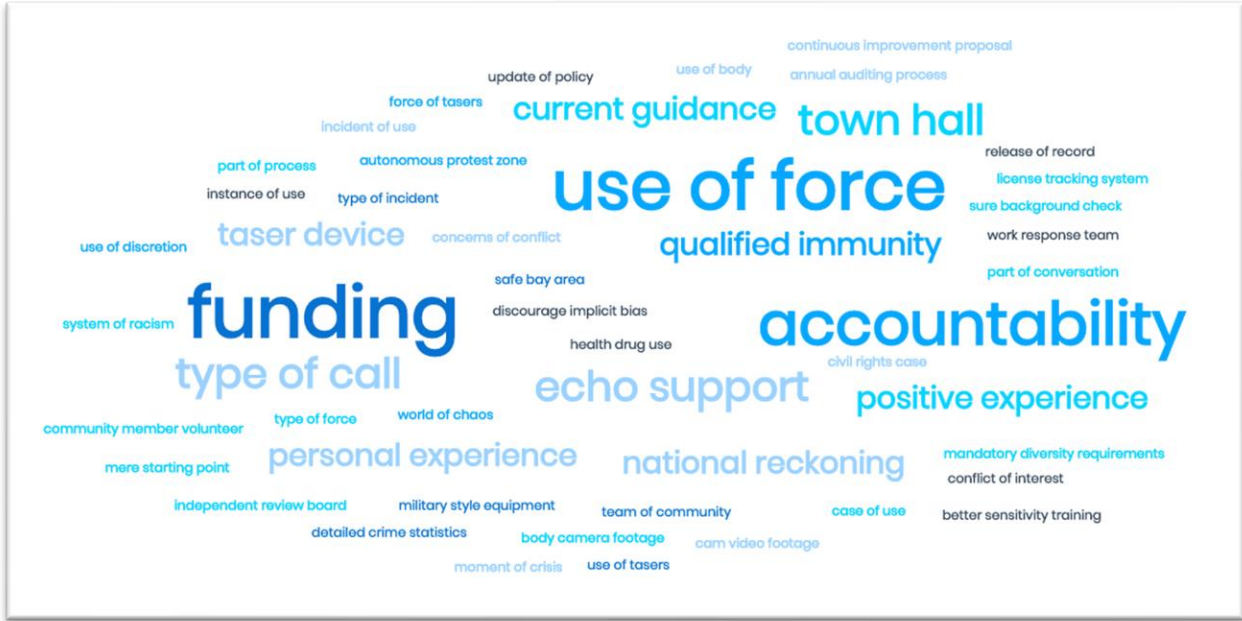 continuous improvement proposal
use of body
update of policy
annual auditing process
force of tasers
current guidance
town hall
incident of use
release of record
part of process
autonomous protest zone
use of force
license tracking system
instance of use
type of incident
sure background check
taser device
concerns of conflict
qualified immunity
work response team
use of discretion
part of conversation
safe bay area
funding
discourage implicit bias
accountability
system of racism
health drug use
civil rights case
type of call
echo support
positive experience
type of force
world of chaos
community member volunteer
personal experience
national reckoning
mandatory diversity requirements
mere starting point
conflict of interest
independent review board
military style equipment
team of community
case of use
better sensitivity training
detailed crime statistics
body camera footage
cam video footage
moment of crisis
use of tasers